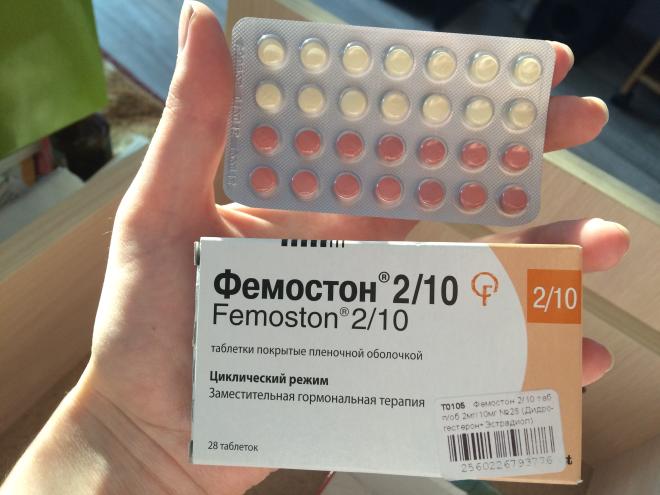 Фемостон® 2/10
Femoston® 2/10
2/10
таблетки покрытые пленочной оболочкой
Циклический режим
Заместительная гормональная терапия
28 таблеток
Т0105 Фемостон 2/10 таб
п/об 2мг/10мг №28 (Дидро-
гестерон+Эстрадиол)
2560226793776
t